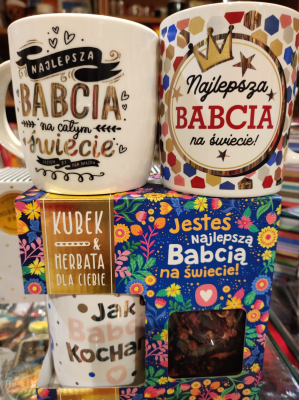 NAJLEPSZA
BABCIA
na całym
świecie
Najlepsza
BABCIA
na świecie!
KUBEK
&
HERBATA
DLA CIEBIE
Jesteś
Najlepszą
Babcią
na świecie!
Jak
Babc
Kocha